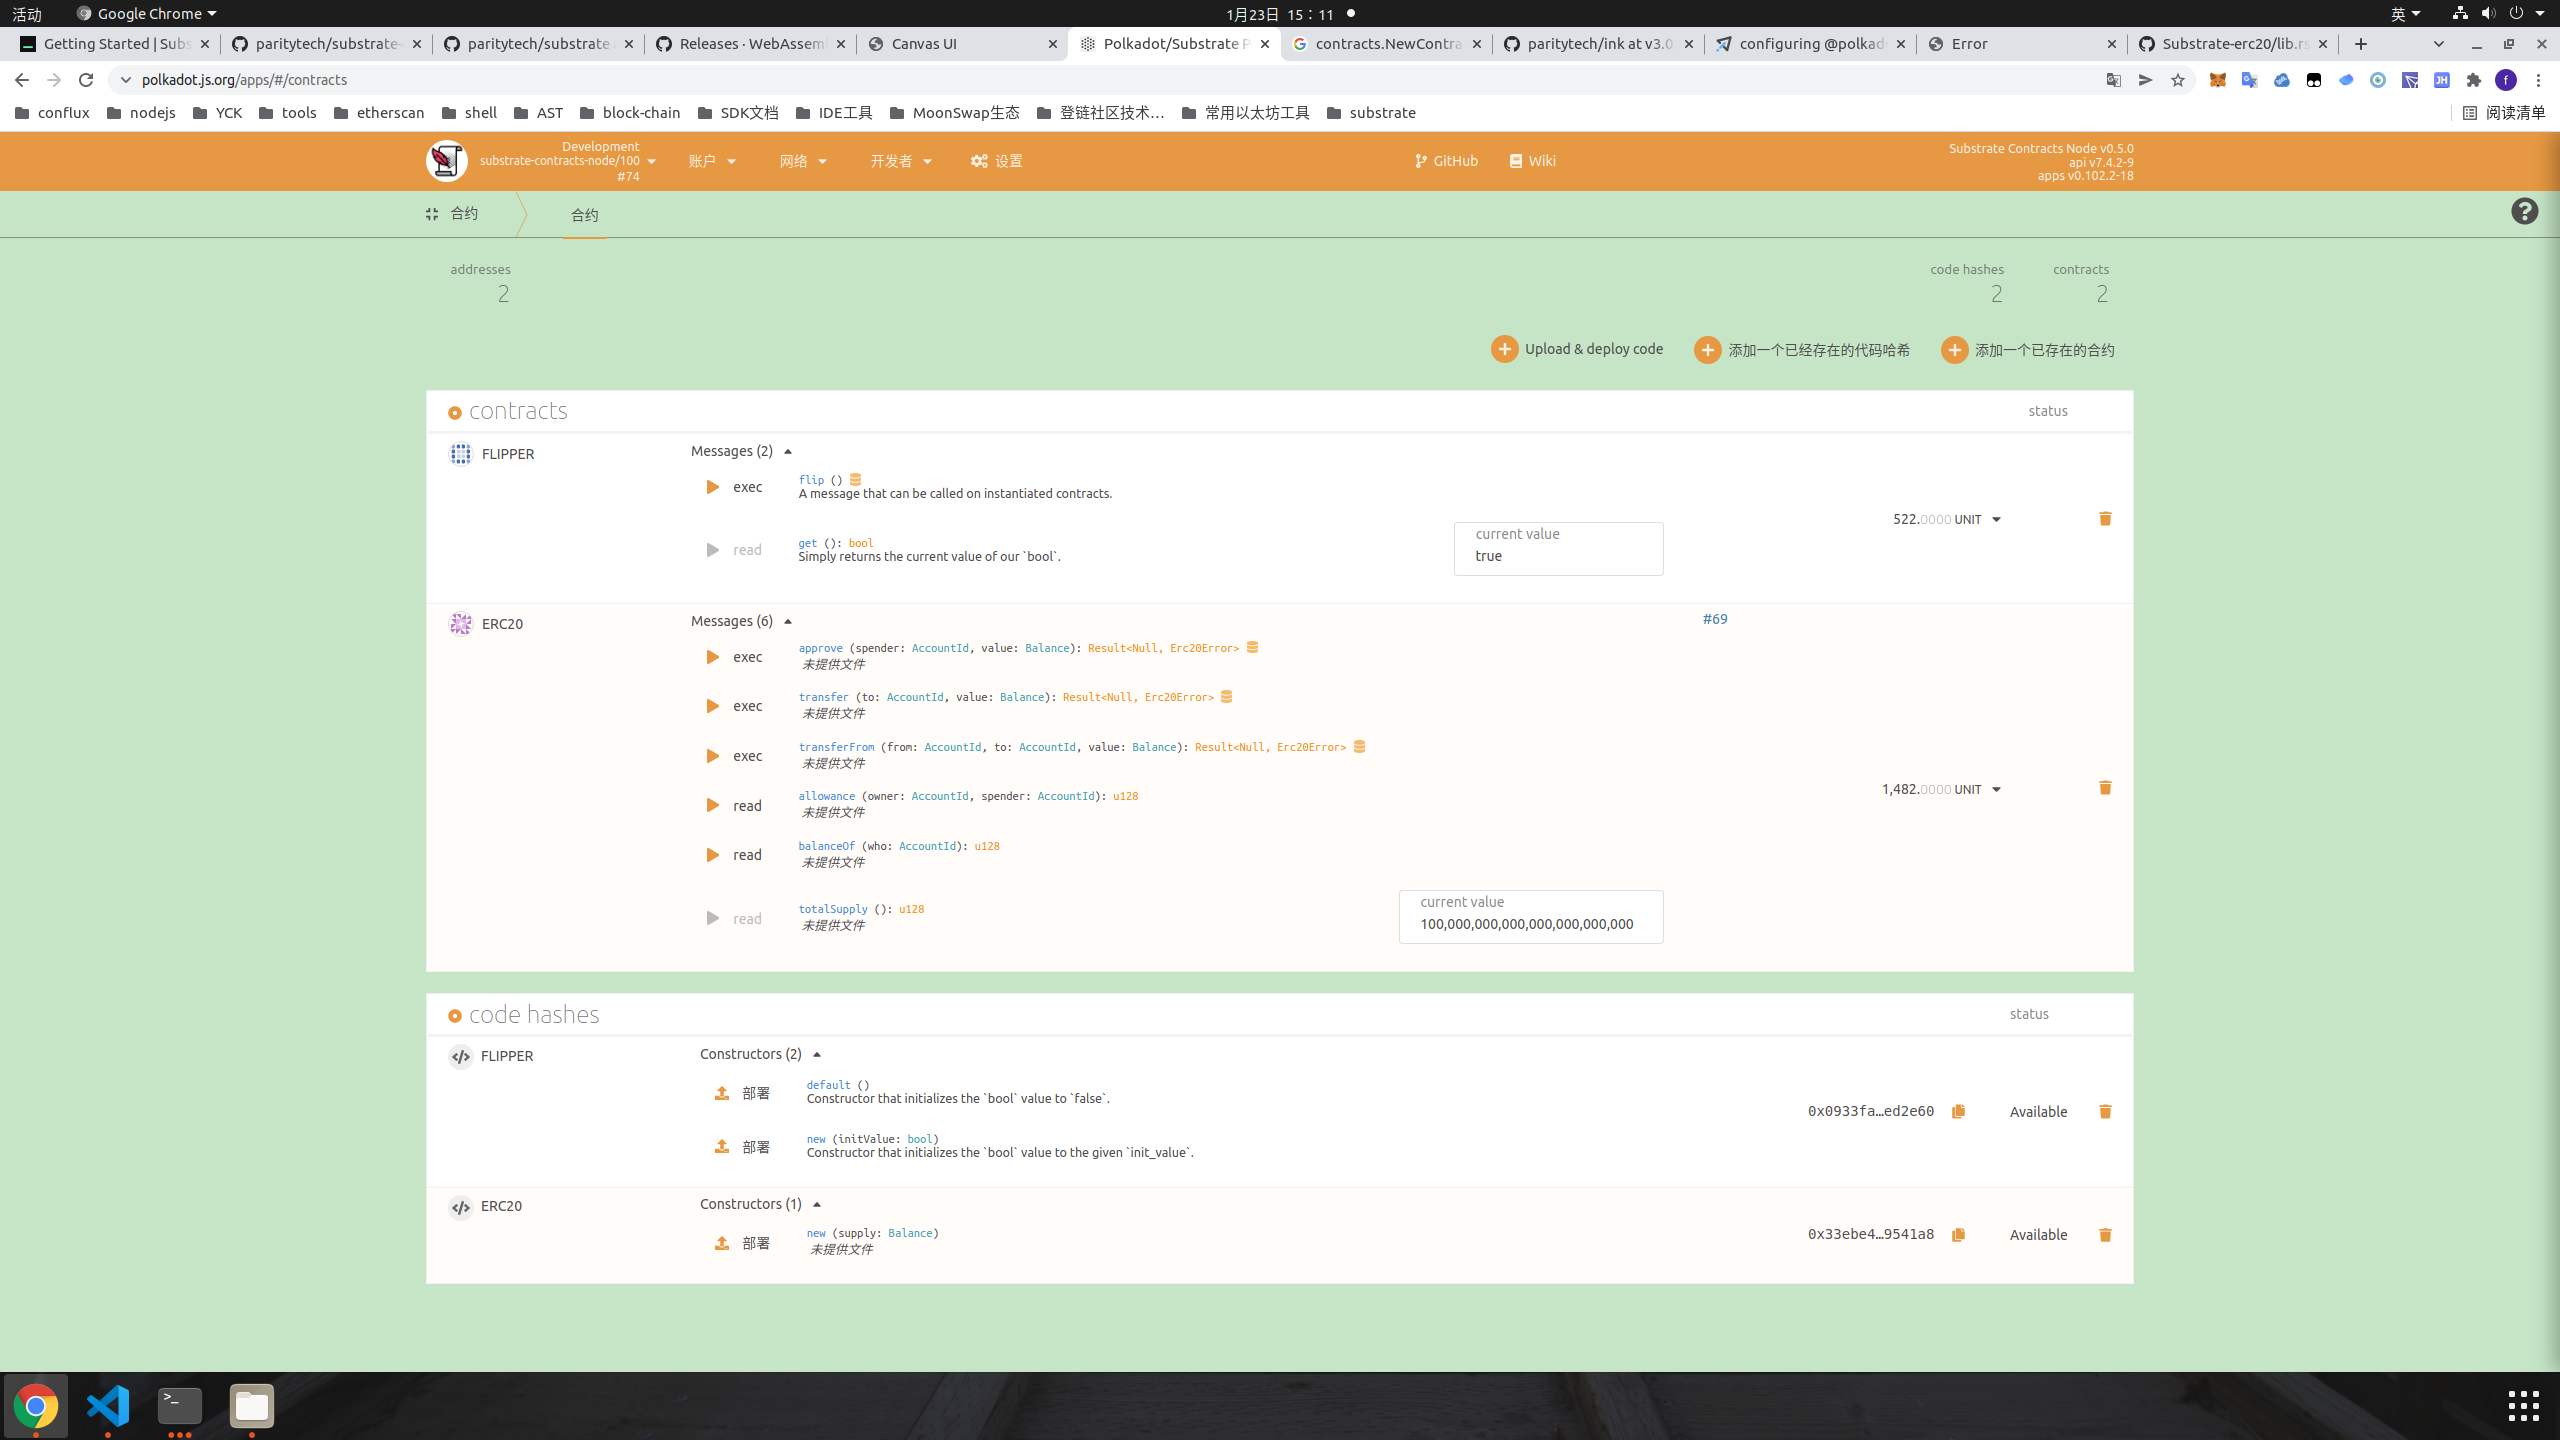 活动 Google Chrome 1月23日 15：11 英
Getting Started | Subs paritytech/substrate- paritytech/substrate Releases · WebAssem Canvas UI Polkadot/Substrate P contracts.NewContra paritytech/ink at v3.0 configuring @polkad Error Substrate-erc20/lib.rs
polkadot.js.org/apps/#/contracts
conflux nodejs YCK tools etherscan shell AST block-chain SDK文档 IDE工具 MoonSwap生态 登链社区技术… 常用以太坊工具 substrate 阅读清单
Development
substrate-contracts-node/100
#74
账户 网络 开发者 设置 GitHub Wiki
Substrate Contracts Node v0.5.0
api v7.4.2-9
apps v0.102.2-18
合约 合约
addresses code hashes contracts
2 2 2
Upload & deploy code 添加一个已经存在的代码哈希 添加一个已存在的合约
contracts status
FLIPPER Messages (2)
exec flip ()
A message that can be called on instantiated contracts.
522.0000 UNIT
read get (): bool
Simply returns the current value of our `bool`.
current value
true
ERC20 Messages (6) #69
exec approve (spender: AccountId, value: Balance): Result<Null, Erc20Error>
未提供文件
exec transfer (to: AccountId, value: Balance): Result<Null, Erc20Error>
未提供文件
exec transferFrom (from: AccountId, to: AccountId, value: Balance): Result<Null, Erc20Error>
未提供文件
1,482.0000 UNIT
read allowance (owner: AccountId, spender: AccountId): u128
未提供文件
read balanceOf (who: AccountId): u128
未提供文件
read totalSupply (): u128
未提供文件
current value
100,000,000,000,000,000,000,000
code hashes status
FLIPPER Constructors (2)
部署 default ()
Constructor that initializes the `bool` value to `false`.
0x0933fa…ed2e60 Available
部署 new (initValue: bool)
Constructor that initializes the `bool` value to the given `init_value`.
ERC20 Constructors (1)
部署 new (supply: Balance)
未提供文件
0x33ebe4…9541a8 Available